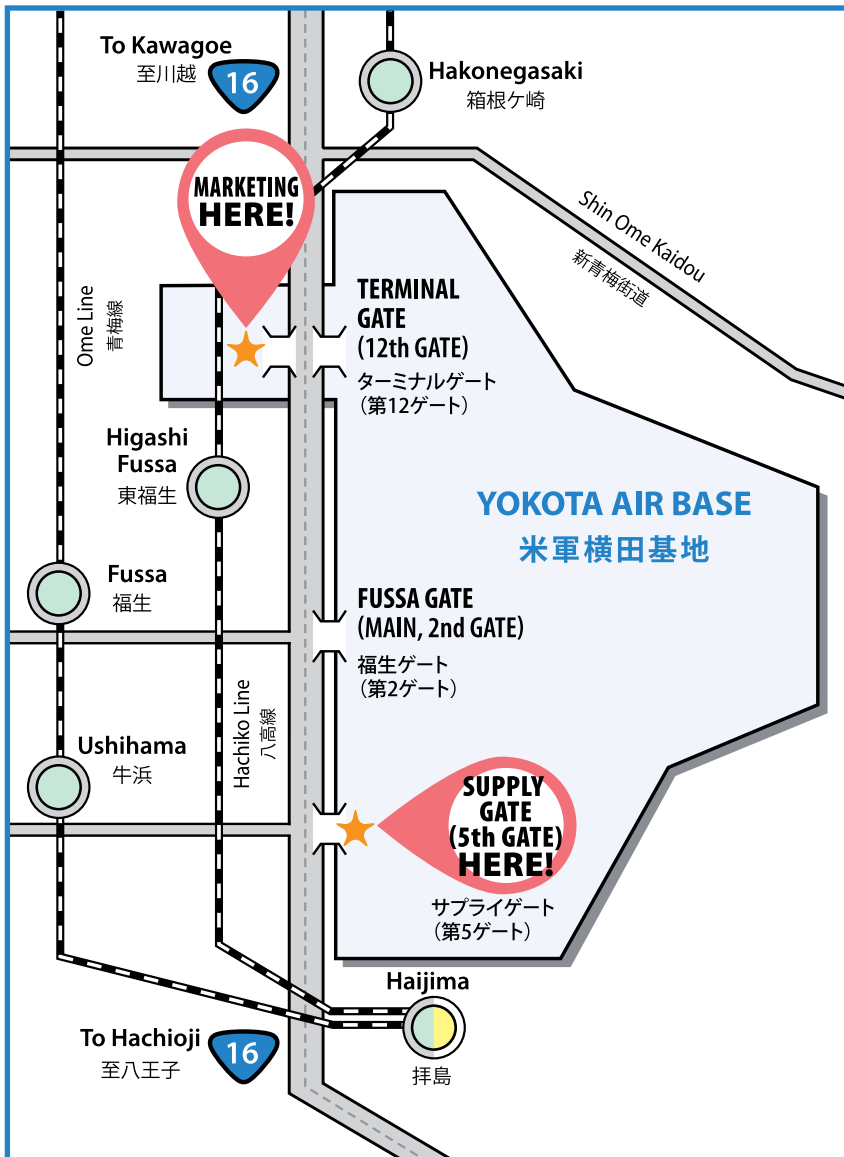 To Kawagoe
至川越
16
Hakonegasaki
箱根ケ崎
MARKETING
HERE!
Shin Ome Kaidou
新青梅街道
Ome Line
青梅線
TERMINAL
GATE
(12th GATE)
ターミナルゲート
（第12ゲート）
Higashi
Fussa
東福生
YOKOTA AIR BASE
米軍横田基地
Fussa
福生
FUSSA GATE
(MAIN, 2nd GATE)
福生ゲート
（第2ゲート）
Hachiko Line
八高線
Ushihama
牛浜
SUPPLY
GATE
(5th GATE)
HERE!
サプライゲート
（第5ゲート）
Haijima
拝島
To Hachioji
至八王子
16